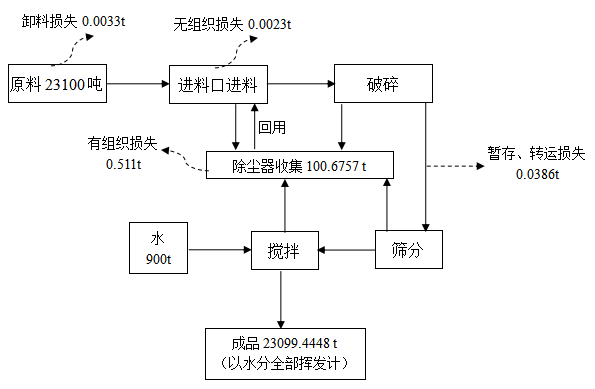 卸料损失 0.0033t
无组织损失 0.0023t
原料 23100 吨
进料口进料
破碎
回用
有组织损失
0.511t
除尘器收集 100.6757 t
暂存、转运损失
0.0386t
水
900t
搅拌
筛分
成品 23099.4448 t
（以水分全部挥发计）